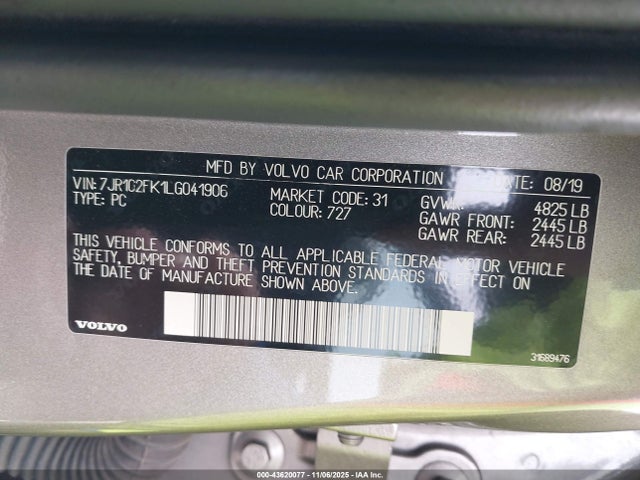 MFD BY VOLVO CAR CORPORATION DATE: 08/19
VIN: 7JR1C2FK1LG041906 MARKET CODE: 31 GVWR: 4825 LB
TYPE: PC COLOUR: 727 GAWR FRONT: 2445 LB
GAWR REAR: 2445 LB
THIS VEHICLE CONFORMS TO ALL APPLICABLE FEDERAL MOTOR VEHICLE
SAFETY, BUMPER AND THEFT PREVENTION STANDARDS IN EFFECT ON
THE DATE OF MANUFACTURE SHOWN ABOVE.
VOLVO
31689476
000-43620077 | 11/06/2025 - IAA, Inc.